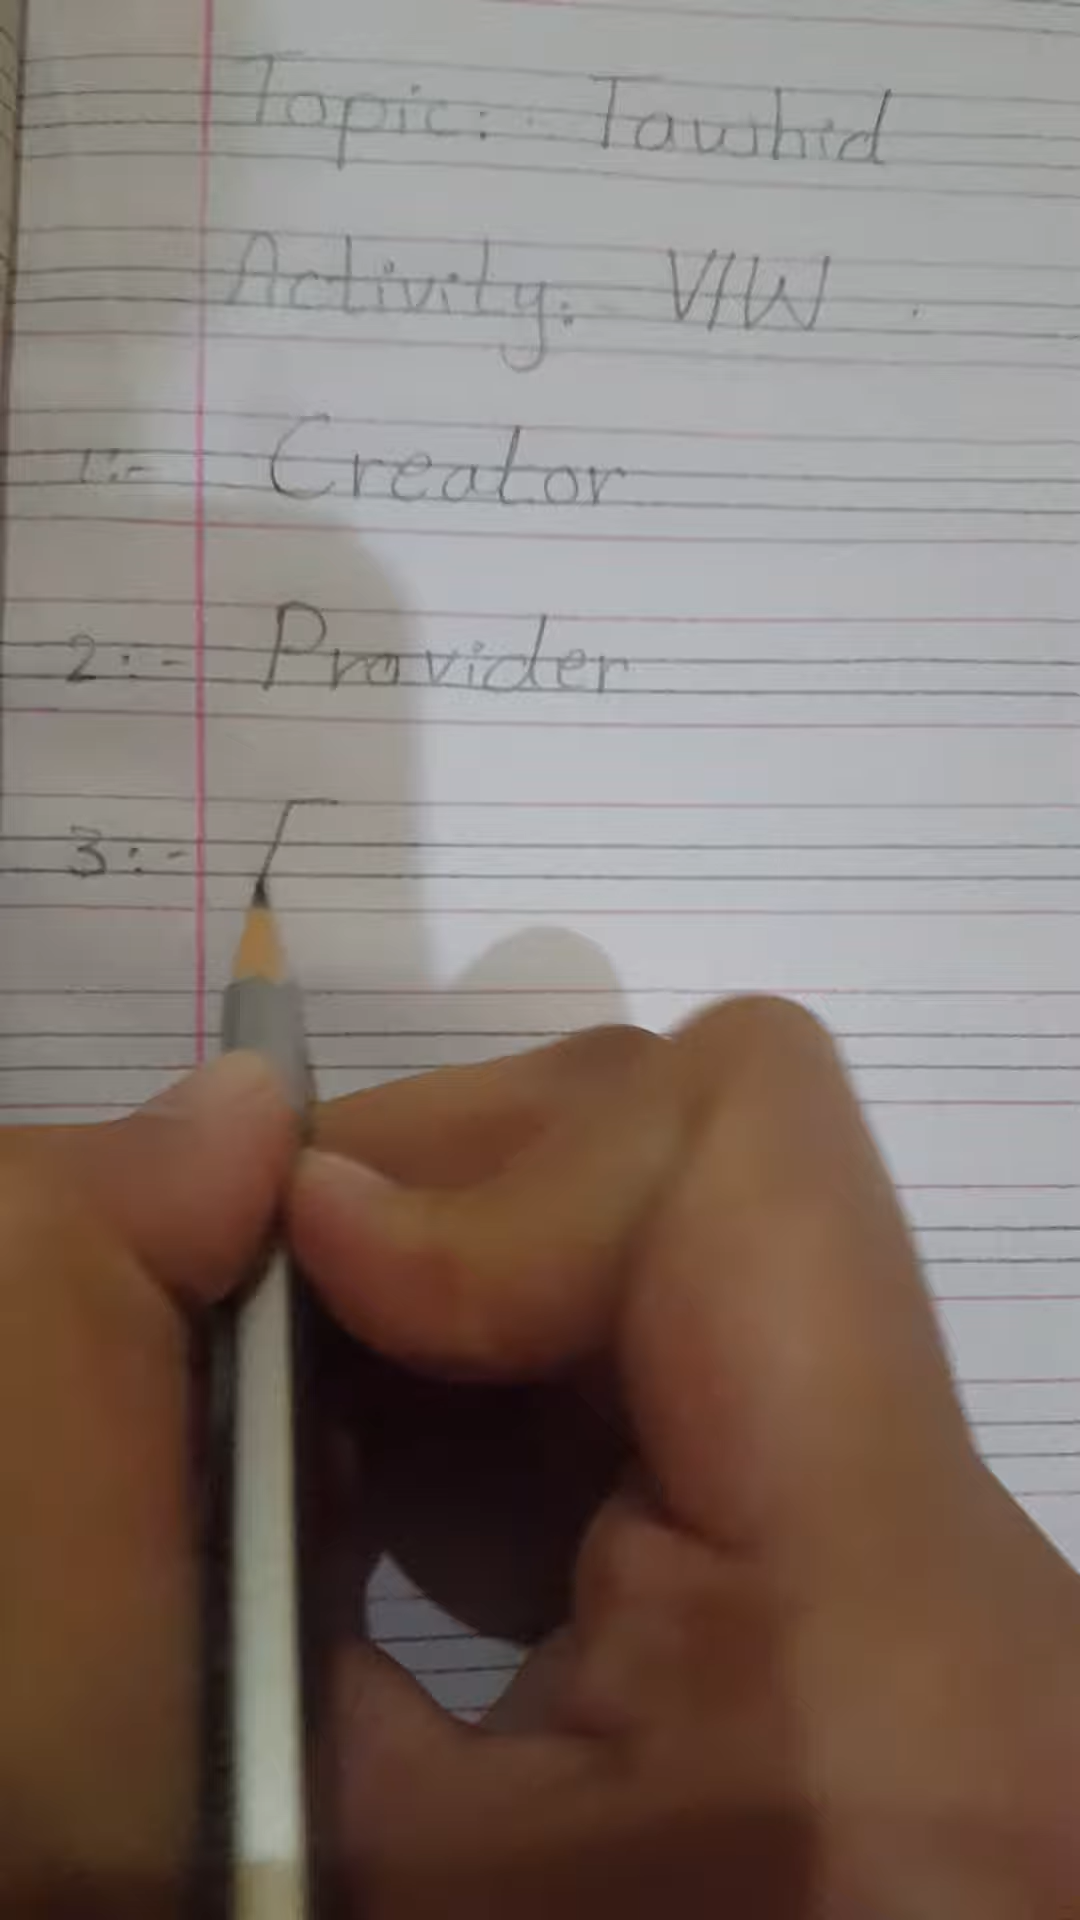 Topic: Tawhid
Activity: V/W
1:- Creator
2:- Provider
3:-